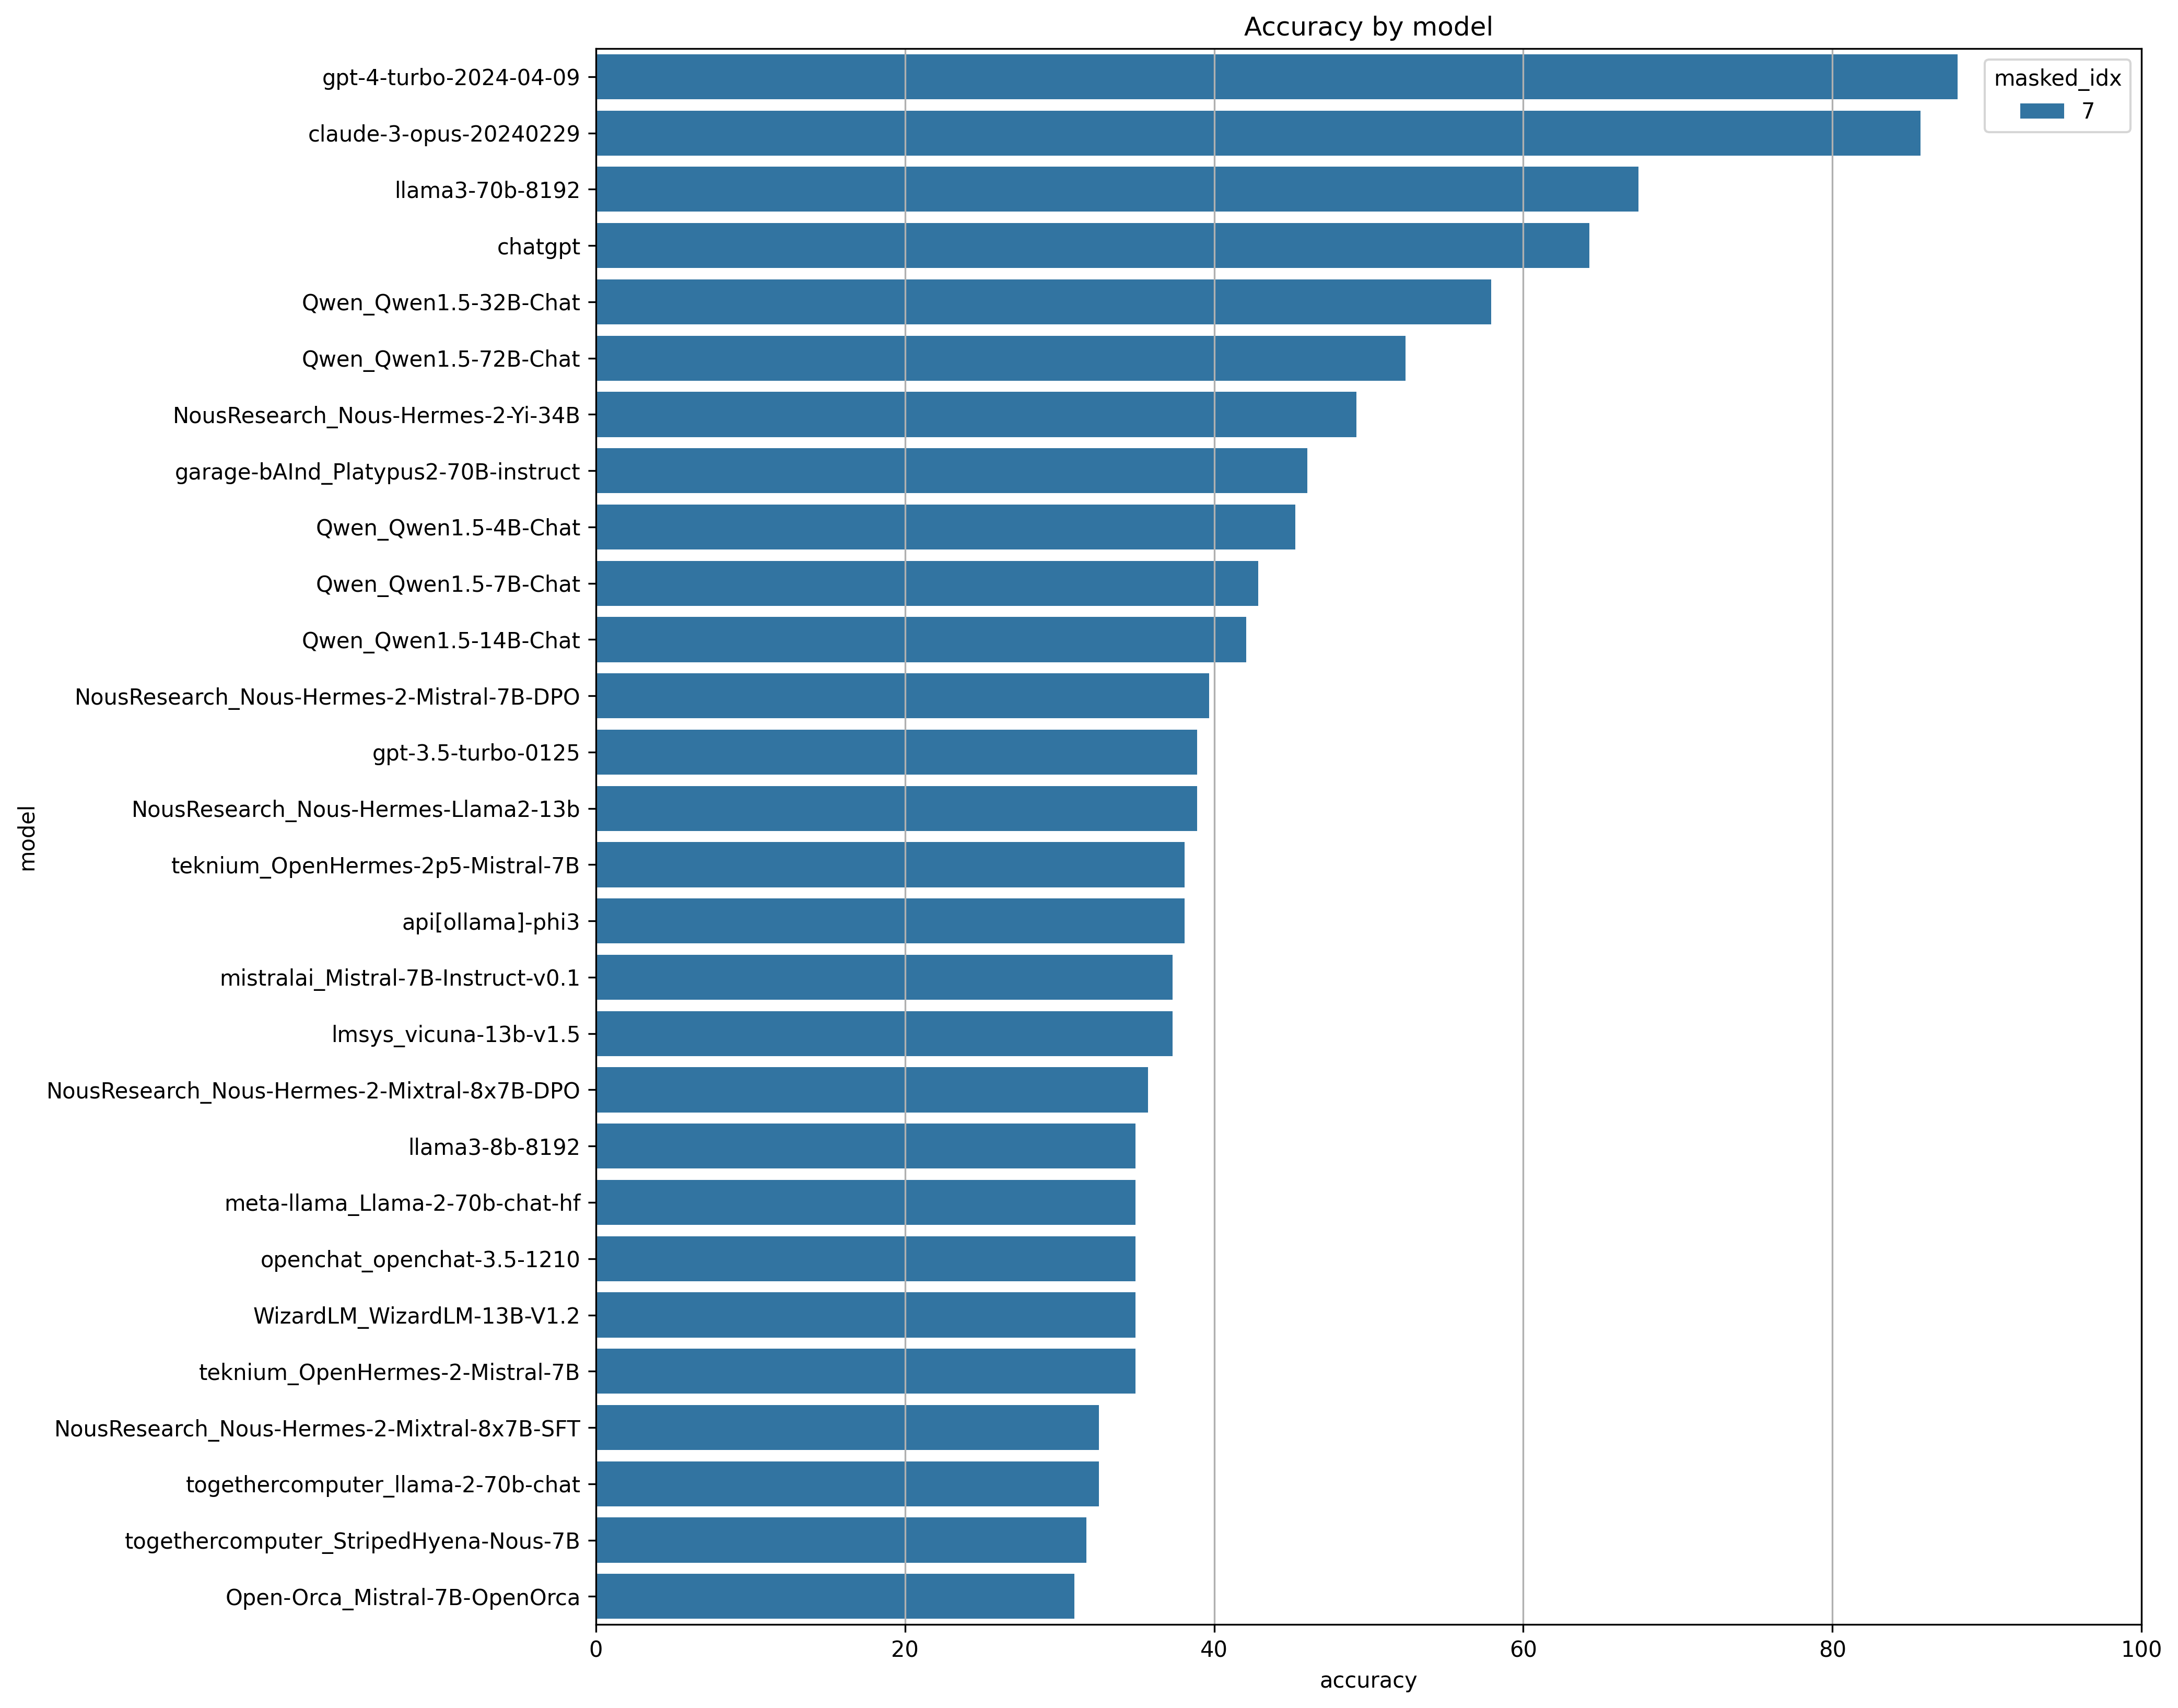 Accuracy by model
masked_idx
7
gpt-4-turbo-2024-04-09
claude-3-opus-20240229
llama3-70b-8192
chatgpt
Qwen_Qwen1.5-32B-Chat
Qwen_Qwen1.5-72B-Chat
NousResearch_Nous-Hermes-2-Yi-34B
garage-bAInd_Platypus2-70B-instruct
Qwen_Qwen1.5-4B-Chat
Qwen_Qwen1.5-7B-Chat
Qwen_Qwen1.5-14B-Chat
NousResearch_Nous-Hermes-2-Mistral-7B-DPO
gpt-3.5-turbo-0125
NousResearch_Nous-Hermes-Llama2-13b
teknium_OpenHermes-2p5-Mistral-7B
api[ollama]-phi3
mistralai_Mistral-7B-Instruct-v0.1
lmsys_vicuna-13b-v1.5
NousResearch_Nous-Hermes-2-Mixtral-8x7B-DPO
llama3-8b-8192
meta-llama_Llama-2-70b-chat-hf
openchat_openchat-3.5-1210
WizardLM_WizardLM-13B-V1.2
teknium_OpenHermes-2-Mistral-7B
NousResearch_Nous-Hermes-2-Mixtral-8x7B-SFT
togethercomputer_llama-2-70b-chat
togethercomputer_StripedHyena-Nous-7B
Open-Orca_Mistral-7B-OpenOrca
model
0 20 40 60 80 100
accuracy